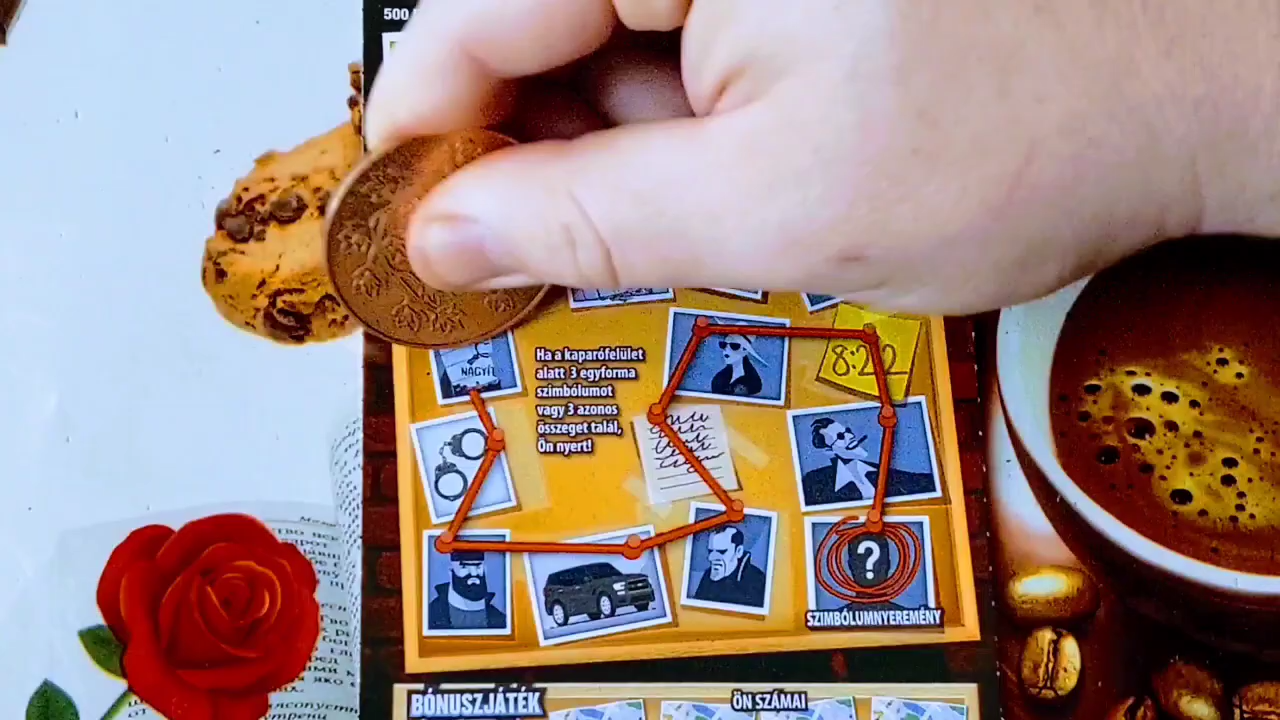 500
NAGYÍT
Ha a kaparófelület
alatt 3 egyforma
szimbólumot
vagy 3 azonos
összeget talál,
Ön nyert!
8:22
?
SZIMBÓLUMNYEREMÉNY
BÓNUSZJÁTÉK
ÖN SZÁMAI